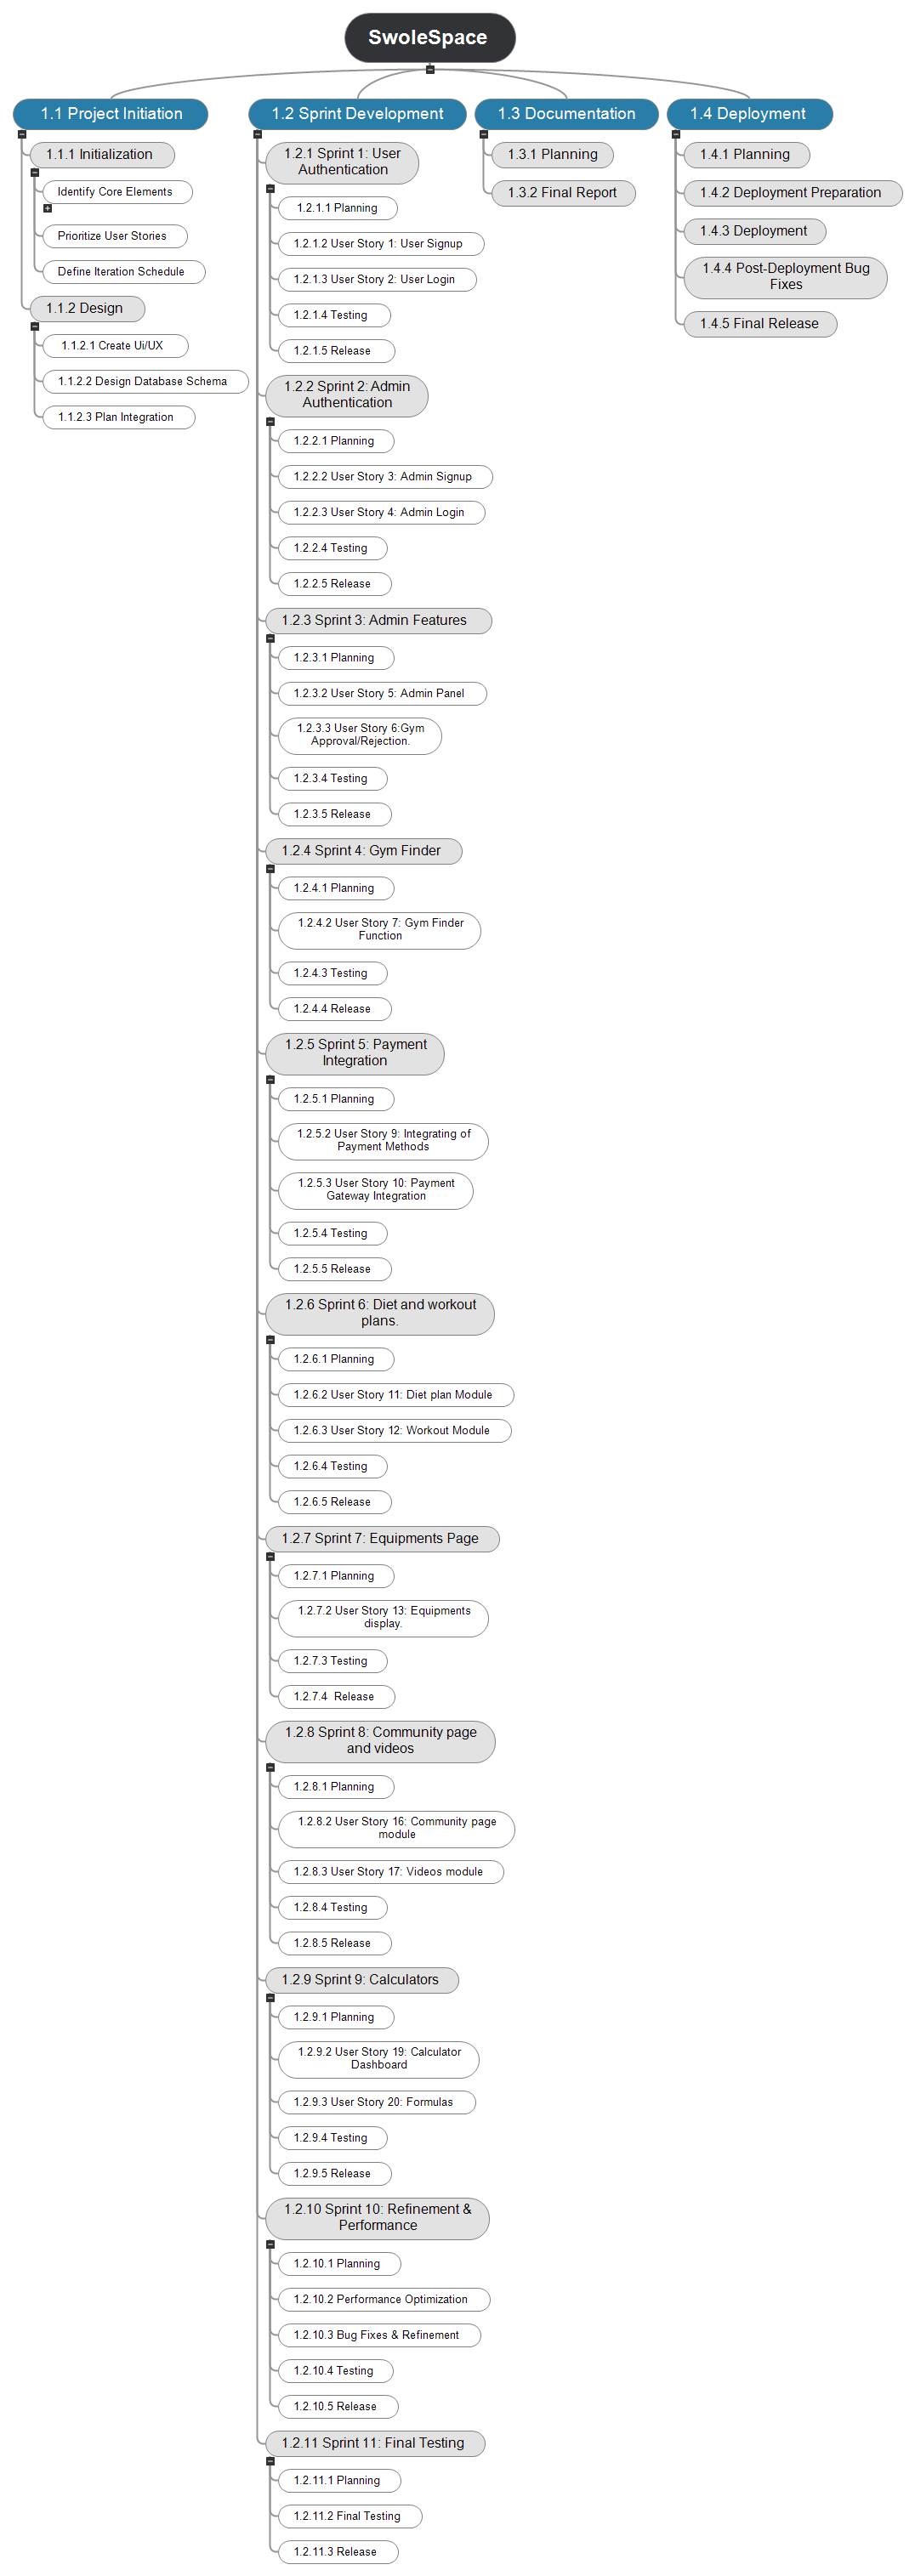 SwoleSpace
1.1 Project Initiation
1.1.1 Initialization
Identify Core Elements
Prioritize User Stories
Define Iteration Schedule
1.1.2 Design
1.1.2.1 Create Ui/UX
1.1.2.2 Design Database Schema
1.1.2.3 Plan Integration
1.2 Sprint Development
1.2.1 Sprint 1: User
Authentication
1.2.1.1 Planning
1.2.1.2 User Story 1: User Signup
1.2.1.3 User Story 2: User Login
1.2.1.4 Testing
1.2.1.5 Release
1.2.2 Sprint 2: Admin
Authentication
1.2.2.1 Planning
1.2.2.2 User Story 3: Admin Signup
1.2.2.3 User Story 4: Admin Login
1.2.2.4 Testing
1.2.2.5 Release
1.2.3 Sprint 3: Admin Features
1.2.3.1 Planning
1.2.3.2 User Story 5: Admin Panel
1.2.3.3 User Story 6:Gym
Approval/Rejection.
1.2.3.4 Testing
1.2.3.5 Release
1.2.4 Sprint 4: Gym Finder
1.2.4.1 Planning
1.2.4.2 User Story 7: Gym Finder
Function
1.2.4.3 Testing
1.2.4.4 Release
1.2.5 Sprint 5: Payment
Integration
1.2.5.1 Planning
1.2.5.2 User Story 9: Integrating of
Payment Methods
1.2.5.3 User Story 10: Payment
Gateway Integration
1.2.5.4 Testing
1.2.5.5 Release
1.2.6 Sprint 6: Diet and workout
plans.
1.2.6.1 Planning
1.2.6.2 User Story 11: Diet plan Module
1.2.6.3 User Story 12: Workout Module
1.2.6.4 Testing
1.2.6.5 Release
1.2.7 Sprint 7: Equipments Page
1.2.7.1 Planning
1.2.7.2 User Story 13: Equipments
display.
1.2.7.3 Testing
1.2.7.4 Release
1.2.8 Sprint 8: Community page
and videos
1.2.8.1 Planning
1.2.8.2 User Story 16: Community page
module
1.2.8.3 User Story 17: Videos module
1.2.8.4 Testing
1.2.8.5 Release
1.2.9 Sprint 9: Calculators
1.2.9.1 Planning
1.2.9.2 User Story 19: Calculator
Dashboard
1.2.9.3 User Story 20: Formulas
1.2.9.4 Testing
1.2.9.5 Release
1.2.10 Sprint 10: Refinement &
Performance
1.2.10.1 Planning
1.2.10.2 Performance Optimization
1.2.10.3 Bug Fixes & Refinement
1.2.10.4 Testing
1.2.10.5 Release
1.2.11 Sprint 11: Final Testing
1.2.11.1 Planning
1.2.11.2 Final Testing
1.2.11.3 Release
1.3 Documentation
1.3.1 Planning
1.3.2 Final Report
1.4 Deployment
1.4.1 Planning
1.4.2 Deployment Preparation
1.4.3 Deployment
1.4.4 Post-Deployment Bug
Fixes
1.4.5 Final Release